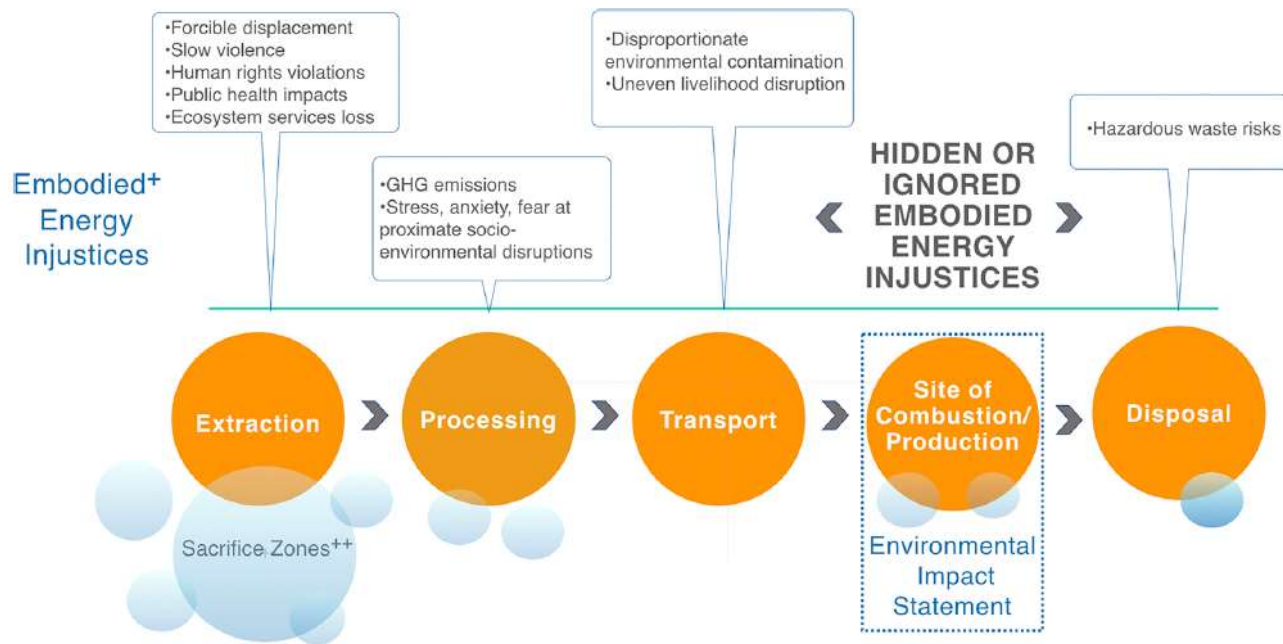 •Forcible displacement
•Slow violence
•Human rights violations
•Public health impacts
•Ecosystem services loss
•Disproportionate
environmental contamination
•Uneven livelihood disruption
•Hazardous waste risks
Embodied+
Energy
Injustices
•GHG emissions
•Stress, anxiety, fear at
proximate socio-
environmental disruptions
HIDDEN OR
IGNORED
EMBODIED
ENERGY
INJUSTICES
Extraction
Processing
Transport
Site of
Combustion/
Production
Disposal
Sacrifice Zones++
Environmental
Impact
Statement